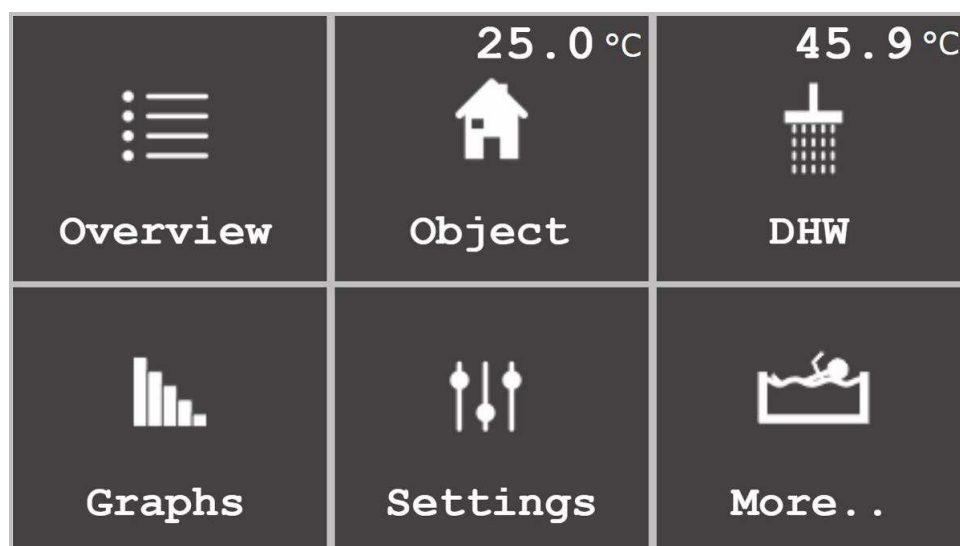 25.0 °C
45.9 °C
Overview
Object
DHW
Graphs
Settings
More..